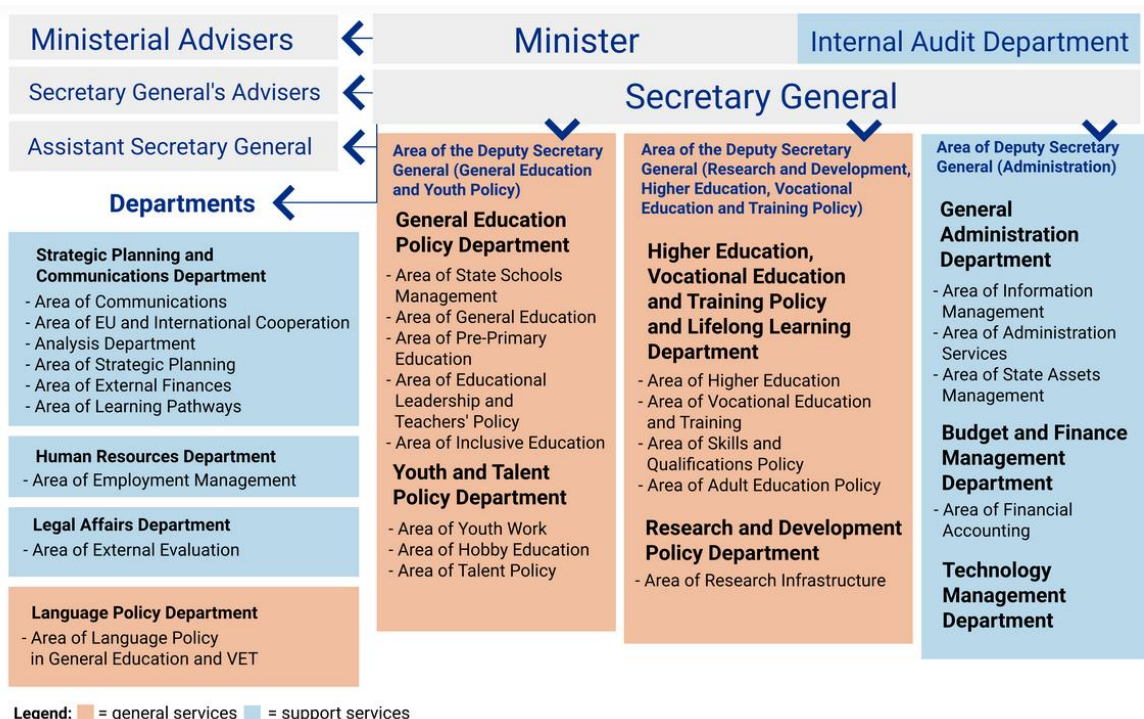 Ministerial Advisers
Minister
Internal Audit Department
Secretary General's Advisers
Secretary General
Assistant Secretary General
Departments
Strategic Planning and
Communications Department
- Area of Communications
- Area of EU and International Cooperation
- Analysis Department
- Area of Strategic Planning
- Area of External Finances
- Area of Learning Pathways
Human Resources Department
- Area of Employment Management
Legal Affairs Department
- Area of External Evaluation
Language Policy Department
- Area of Language Policy
in General Education and VET
Area of the Deputy Secretary
General (General Education
and Youth Policy)
General Education
Policy Department
- Area of State Schools
Management
- Area of General Education
- Area of Pre-Primary
Education
- Area of Educational
Leadership and
Teachers' Policy
- Area of Inclusive Education
Youth and Talent
Policy Department
- Area of Youth Work
- Area of Hobby Education
- Area of Talent Policy
Area of the Deputy Secretary
General (Research and Development,
Higher Education, Vocational
Education and Training Policy)
Higher Education,
Vocational Education
and Training Policy
and Lifelong Learning
Department
- Area of Higher Education
- Area of Vocational Education
and Training
- Area of Skills and
Qualifications Policy
- Area of Adult Education Policy
Research and Development
Policy Department
- Area of Research Infrastructure
Area of Deputy Secretary
General (Administration)
General
Administration
Department
- Area of Information
Management
- Area of Administration
Services
- Area of State Assets
Management
Budget and Finance
Management
Department
- Area of Financial
Accounting
Technology
Management
Department
Legend: = general services = support services